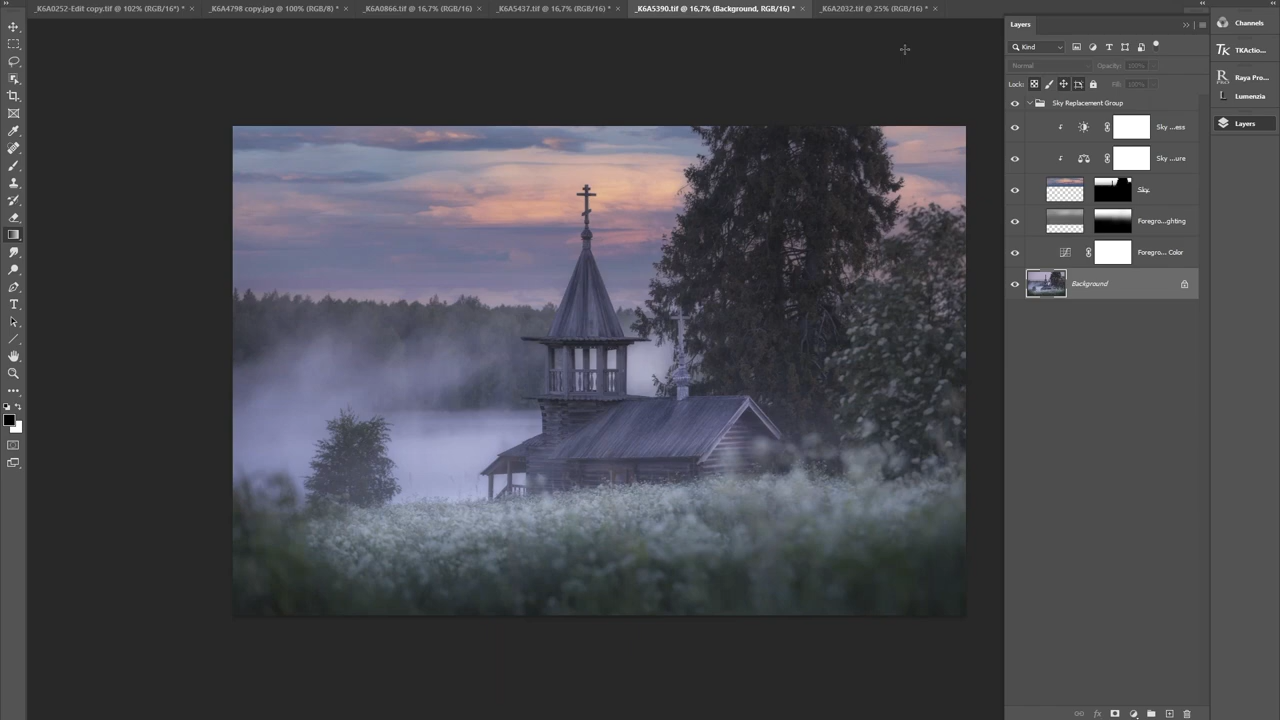 _K6A0252-Edit copy.tif @ 102% (RGB/16*) * × _K6A4798 copy.jpg @ 100% (RGB/8) * × _K6A0866.tif @ 16,7% (RGB/16) × _K6A5437.tif @ 16,7% (RGB/16) * × _K6A5390.tif @ 16,7% (Background, RGB/16) * × _K6A2032.tif @ 25% (RGB/16) * ×
Layers
Kind
Normal Opacity: 100%
Lock: Fill: 100%
Sky Replacement Group
Sky ...ess
Sky ...ure
Sky
Foregro...ghting
Foregro... Color
Background
Channels
TK TKActio...
Raya Pro...
Lumenzia
Layers